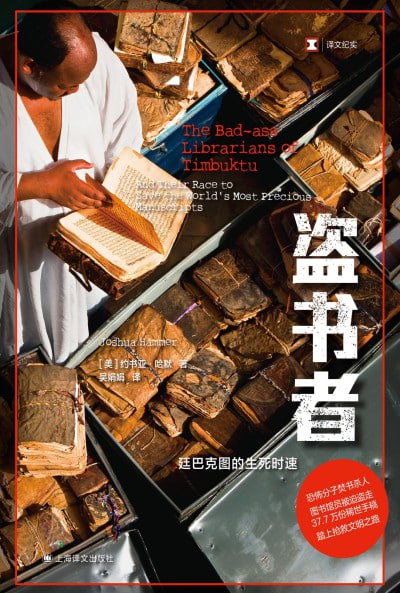 译文纪实
The Bad-ass
Librarians of
Timbuktu
And Their Race to
Save the World's Most Precious
Manuscripts
盗书者
Joshua Hammer
[美]约书亚·哈默 著
吴娟娟 译
廷巴克图的生死时速
恐怖分子焚书杀人
图书馆员被迫盗走
37.7万份稀世手稿
踏上抢救文明之路
上海译文出版社